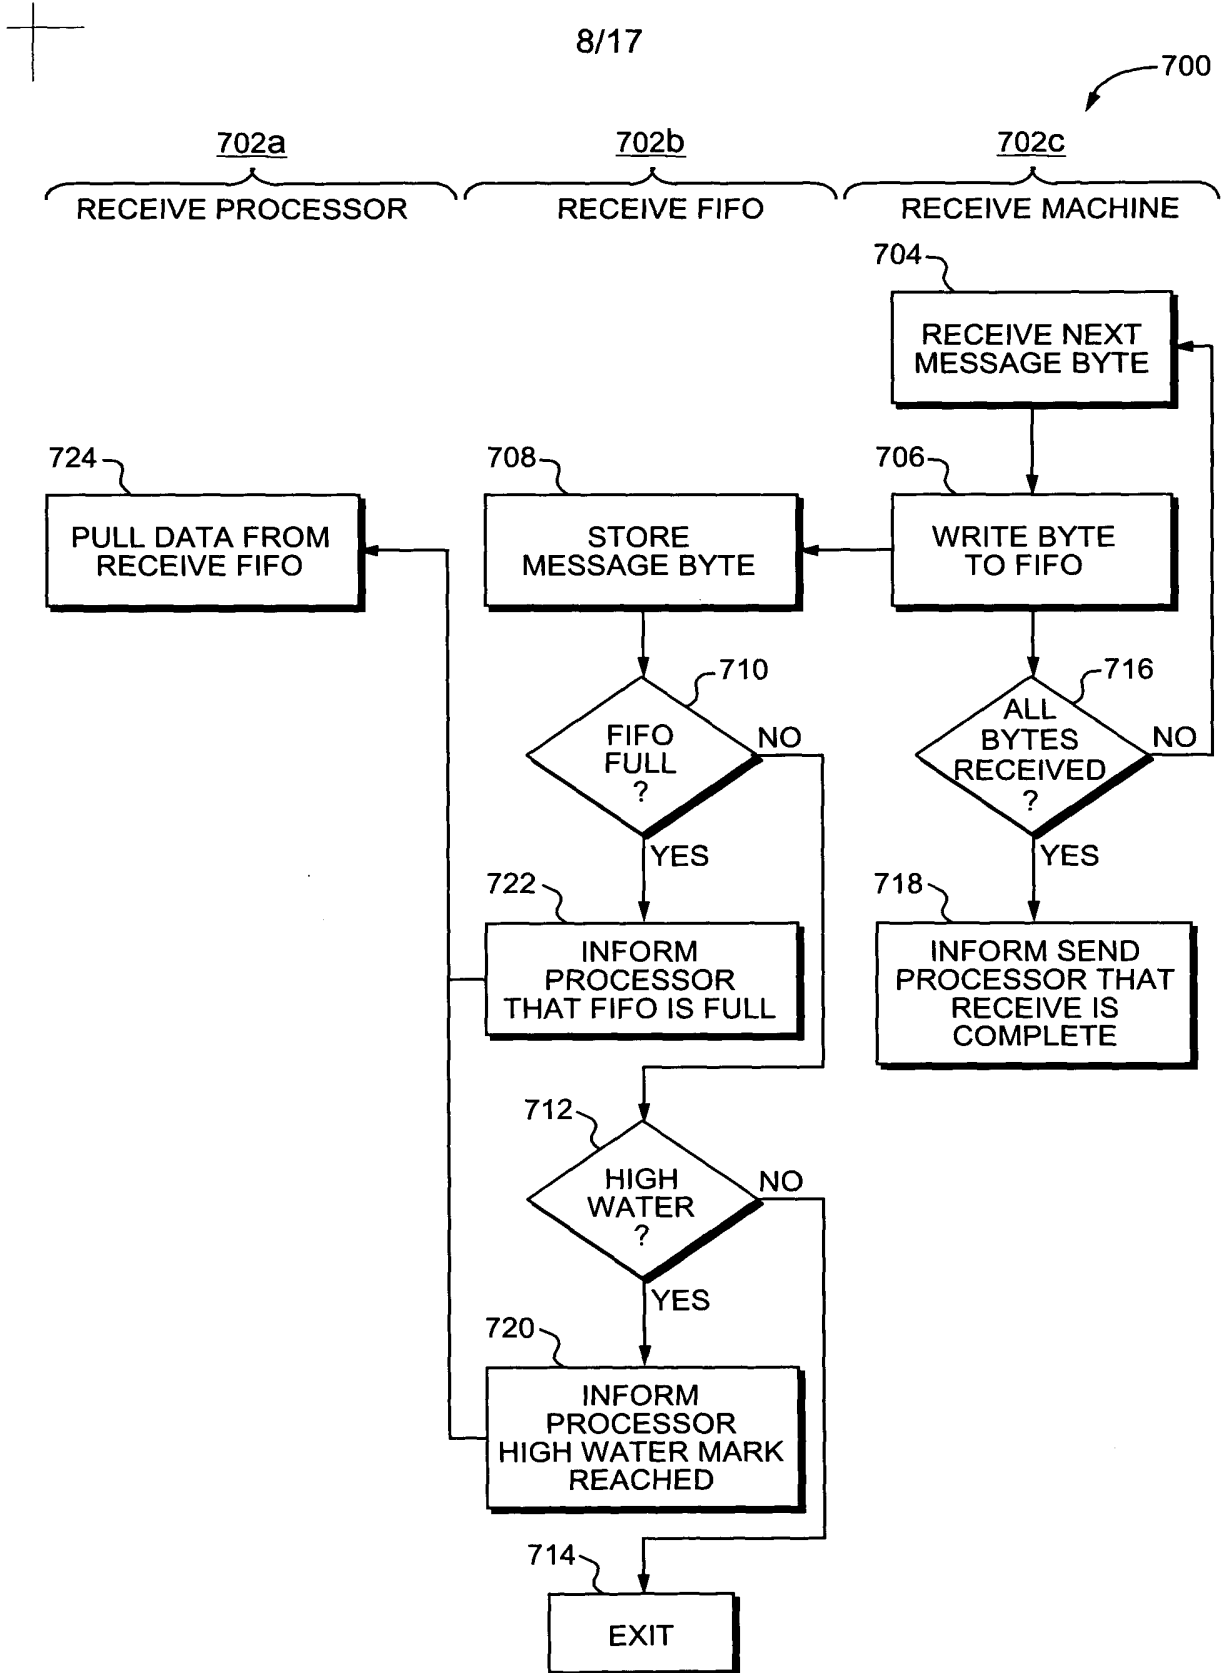 8/17
700
702a
702b
702c
RECEIVE PROCESSOR
RECEIVE FIFO
RECEIVE MACHINE
704
RECEIVE NEXT
MESSAGE BYTE
724
PULL DATA FROM
RECEIVE FIFO
708
STORE
MESSAGE BYTE
706
WRITE BYTE
TO FIFO
710
FIFO
FULL
?
NO
YES
716
ALL
BYTES
RECEIVED
?
NO
YES
722
INFORM
PROCESSOR
THAT FIFO IS FULL
718
INFORM SEND
PROCESSOR THAT
RECEIVE IS
COMPLETE
712
HIGH
WATER
?
NO
YES
720
INFORM
PROCESSOR
HIGH WATER MARK
REACHED
714
EXIT